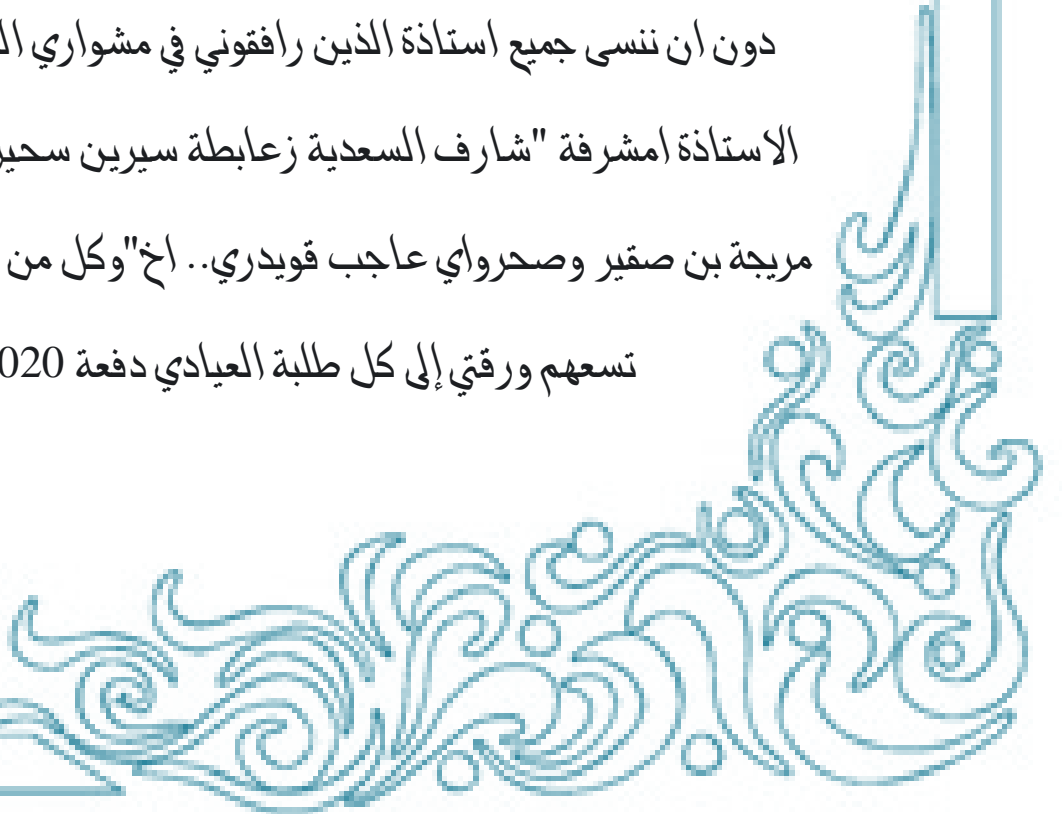 دون ان ننسى جميع استاذة الذين رافقوني في مشواري
الاستاذة امشرفة "شارف السعدية زعابطة سيرين
مريجة بن صقير وصحرواي عاجب قويدري.. اخ"وكل من
تسعهم ورقتي إلى كل طلبة العيادي دفعة